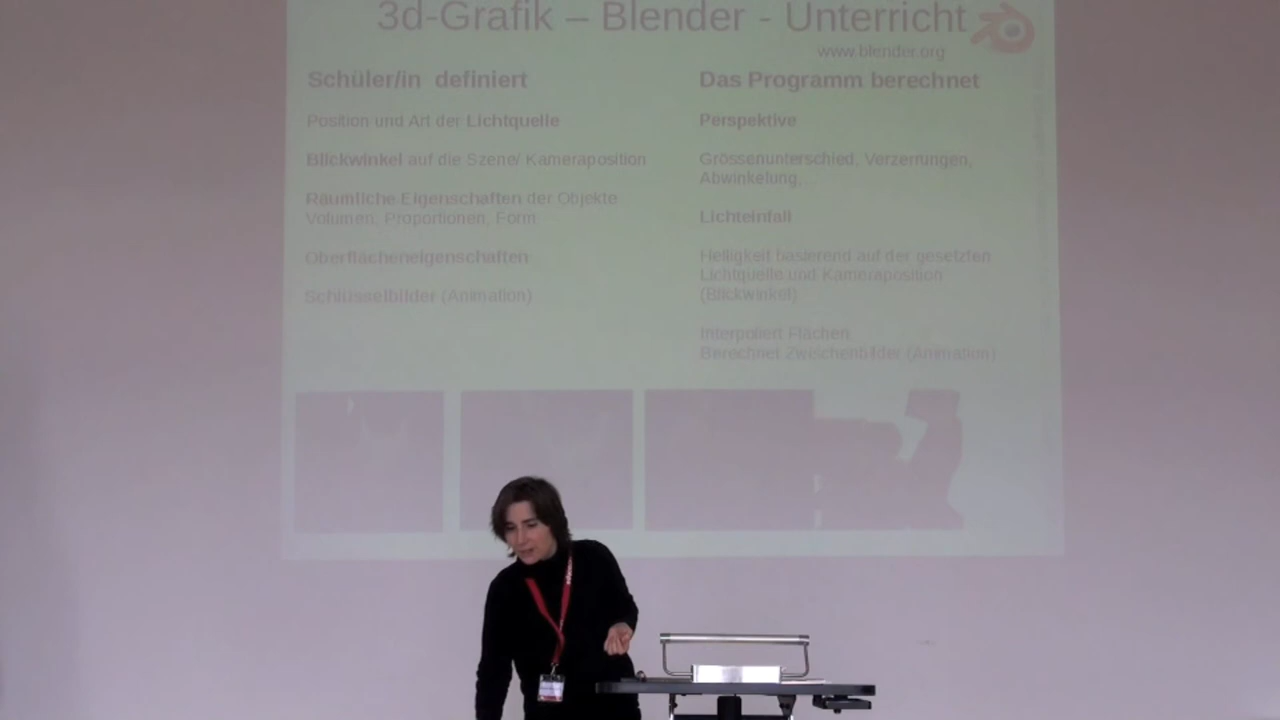 3d-Grafik – Blender - Unterricht
www.blender.org
Schüler/in definiert
Position und Art der Lichtquelle
Blickwinkel auf die Szene/ Kameraposition
Räumliche Eigenschaften der Objekte
Volumen, Proportionen, Form
Oberflächeneigenschaften
Schlüsselbilder (Animation)
Das Programm berechnet
Perspektive
Grössenunterschied, Verzerrungen,
Abwinkelung,
Lichteinfall
Helligkeit basierend auf der gesetzten
Lichtquelle und Kameraposition
(Blickwinkel)
Interpoliert Flächen
Berechnet Zwischenbilder (Animation)